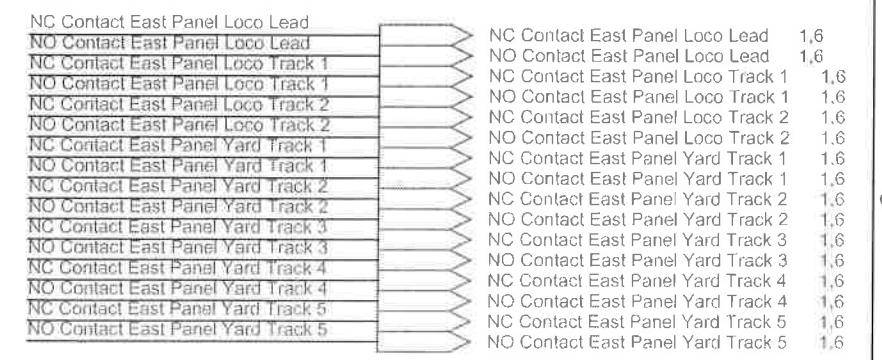 NC Contact East Panel Loco Lead
NO Contact East Panel Loco Lead
NC Contact East Panel Loco Track 1
NO Contact East Panel Loco Track 1
NC Contact East Panel Loco Track 2
NO Contact East Panel Loco Track 2
NC Contact East Panel Yard Track 1
NO Contact East Panel Yard Track 1
NC Contact East Panel Yard Track 2
NO Contact East Panel Yard Track 2
NC Contact East Panel Yard Track 3
NO Contact East Panel Yard Track 3
NC Contact East Panel Yard Track 4
NO Contact East Panel Yard Track 4
NC Contact East Panel Yard Track 5
NO Contact East Panel Yard Track 5
NC Contact East Panel Loco Lead 1,6
NO Contact East Panel Loco Lead 1,6
NC Contact East Panel Loco Track 1 1,6
NO Contact East Panel Loco Track 1 1,6
NC Contact East Panel Loco Track 2 1,6
NO Contact East Panel Loco Track 2 1,6
NC Contact East Panel Yard Track 1 1,6
NO Contact East Panel Yard Track 1 1,6
NC Contact East Panel Yard Track 2 1,6
NO Contact East Panel Yard Track 2 1,6
NC Contact East Panel Yard Track 3 1,6
NO Contact East Panel Yard Track 3 1,6
NC Contact East Panel Yard Track 4 1,6
NO Contact East Panel Yard Track 4 1,6
NC Contact East Panel Yard Track 5 1,6
NO Contact East Panel Yard Track 5 1,6